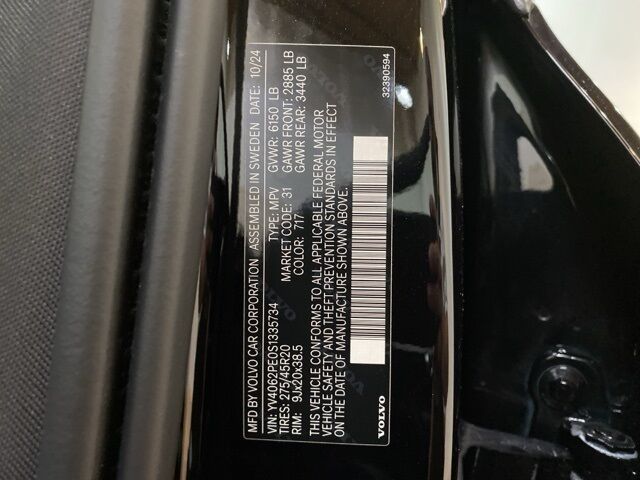 MFD BY VOLVO CAR CORPORATION ASSEMBLED IN SWEDEN DATE: 10/24
VIN: YV4062PE0S1335734 TYPE: MPV GVWR: 6150 LB
TIRES: 275/45R20 MARKET CODE: 31 GAWR FRONT: 2885 LB
RIM: 9Jx20x38.5 COLOR: 717 GAWR REAR: 3440 LB
THIS VEHICLE CONFORMS TO ALL APPLICABLE FEDERAL MOTOR
VEHICLE SAFETY AND THEFT PREVENTION STANDARDS IN EFFECT
ON THE DATE OF MANUFACTURE SHOWN ABOVE.
VOLVO 32390594